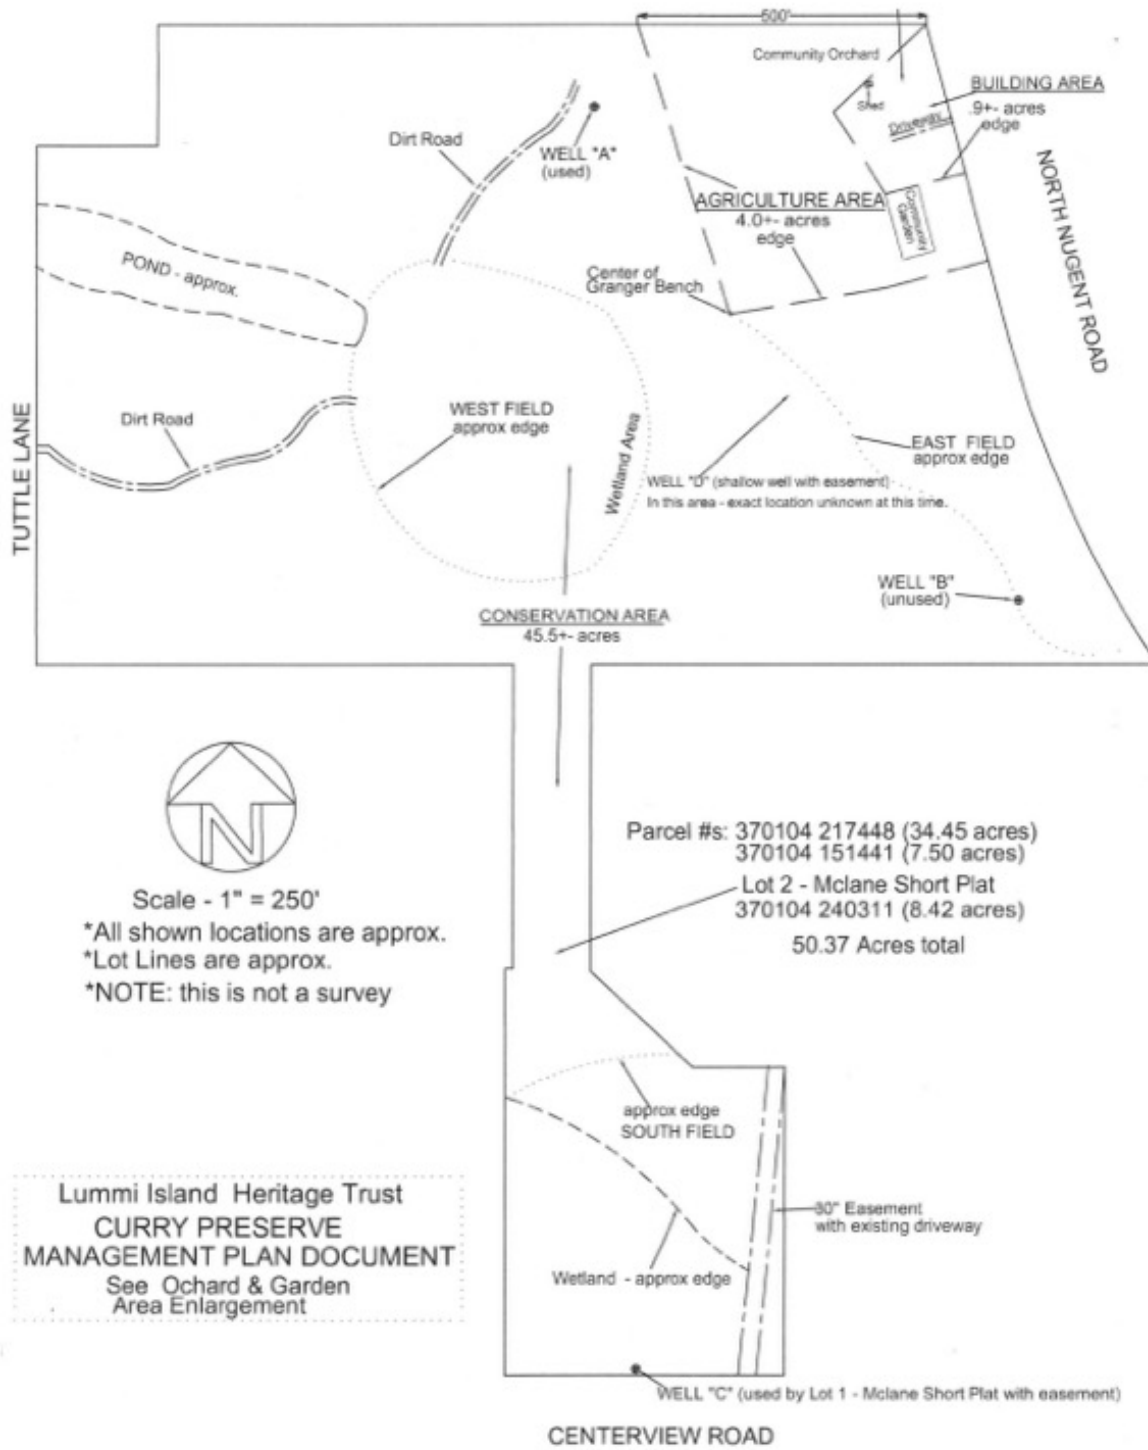 500'
Community Orchard
BUILDING AREA
.9+- acres
edge
Shed
Driveway
Dirt Road
WELL "A"
(used)
AGRICULTURE AREA
4.0+- acres
edge
Community
Garden
NORTH NUGENT ROAD
POND - approx.
Center of
Granger Bench
TUTTLE LANE
Dirt Road
WEST FIELD
approx edge
Wetland Area
EAST FIELD
approx edge
WELL "D" (shallow well with easement)
In this area - exact location unknown at this time.
WELL "B"
(unused)
CONSERVATION AREA
45.5+- acres
N
Scale - 1" = 250'
*All shown locations are approx.
*Lot Lines are approx.
*NOTE: this is not a survey
Parcel #s: 370104 217448 (34.45 acres)
370104 151441 (7.50 acres)
Lot 2 - Mclane Short Plat
370104 240311 (8.42 acres)
50.37 Acres total
approx edge
SOUTH FIELD
30" Easement
with existing driveway
Wetland - approx edge
Lummi Island Heritage Trust
CURRY PRESERVE
MANAGEMENT PLAN DOCUMENT
See Ochard & Garden
Area Enlargement
WELL "C" (used by Lot 1 - Mclane Short Plat with easement)
CENTERVIEW ROAD